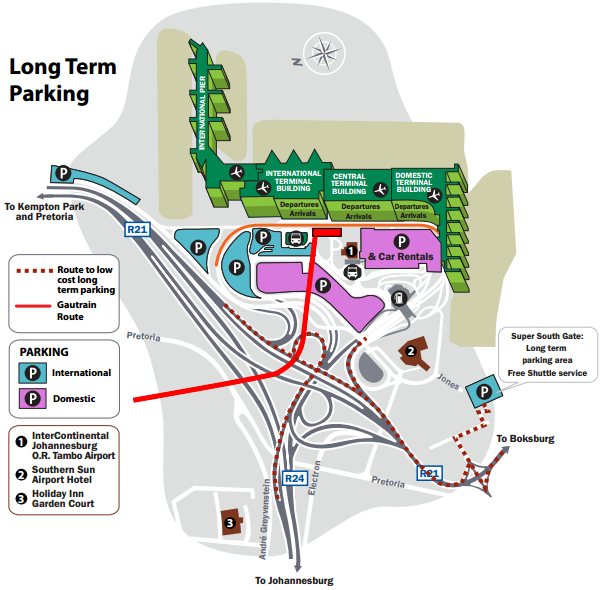 Long Term
Parking
N
INTERNATIONAL PIER
INTERNATIONAL
TERMINAL
BUILDING
CENTRAL
TERMINAL
BUILDING
DOMESTIC
TERMINAL
BUILDING
Departures
Arrivals
Departures
Arrivals
Departures
Arrivals
P
To Kempton Park
and Pretoria
R21
P
P
P
1
P
& Car Rentals
P
Route to low
cost long
term parking
Gautrain
Route
Pretoria
PARKING
P International
P Domestic
2
Super South Gate:
Long term
parking area
Free Shuttle service
Jones
P
1 InterContinental
Johannesburg
O.R. Tambo Airport
2 Southern Sun
Airport Hotel
3 Holiday Inn
Garden Court
To Boksburg
R21
Pretoria
R24
Electron
André Greyvenstein
3
To Johannesburg